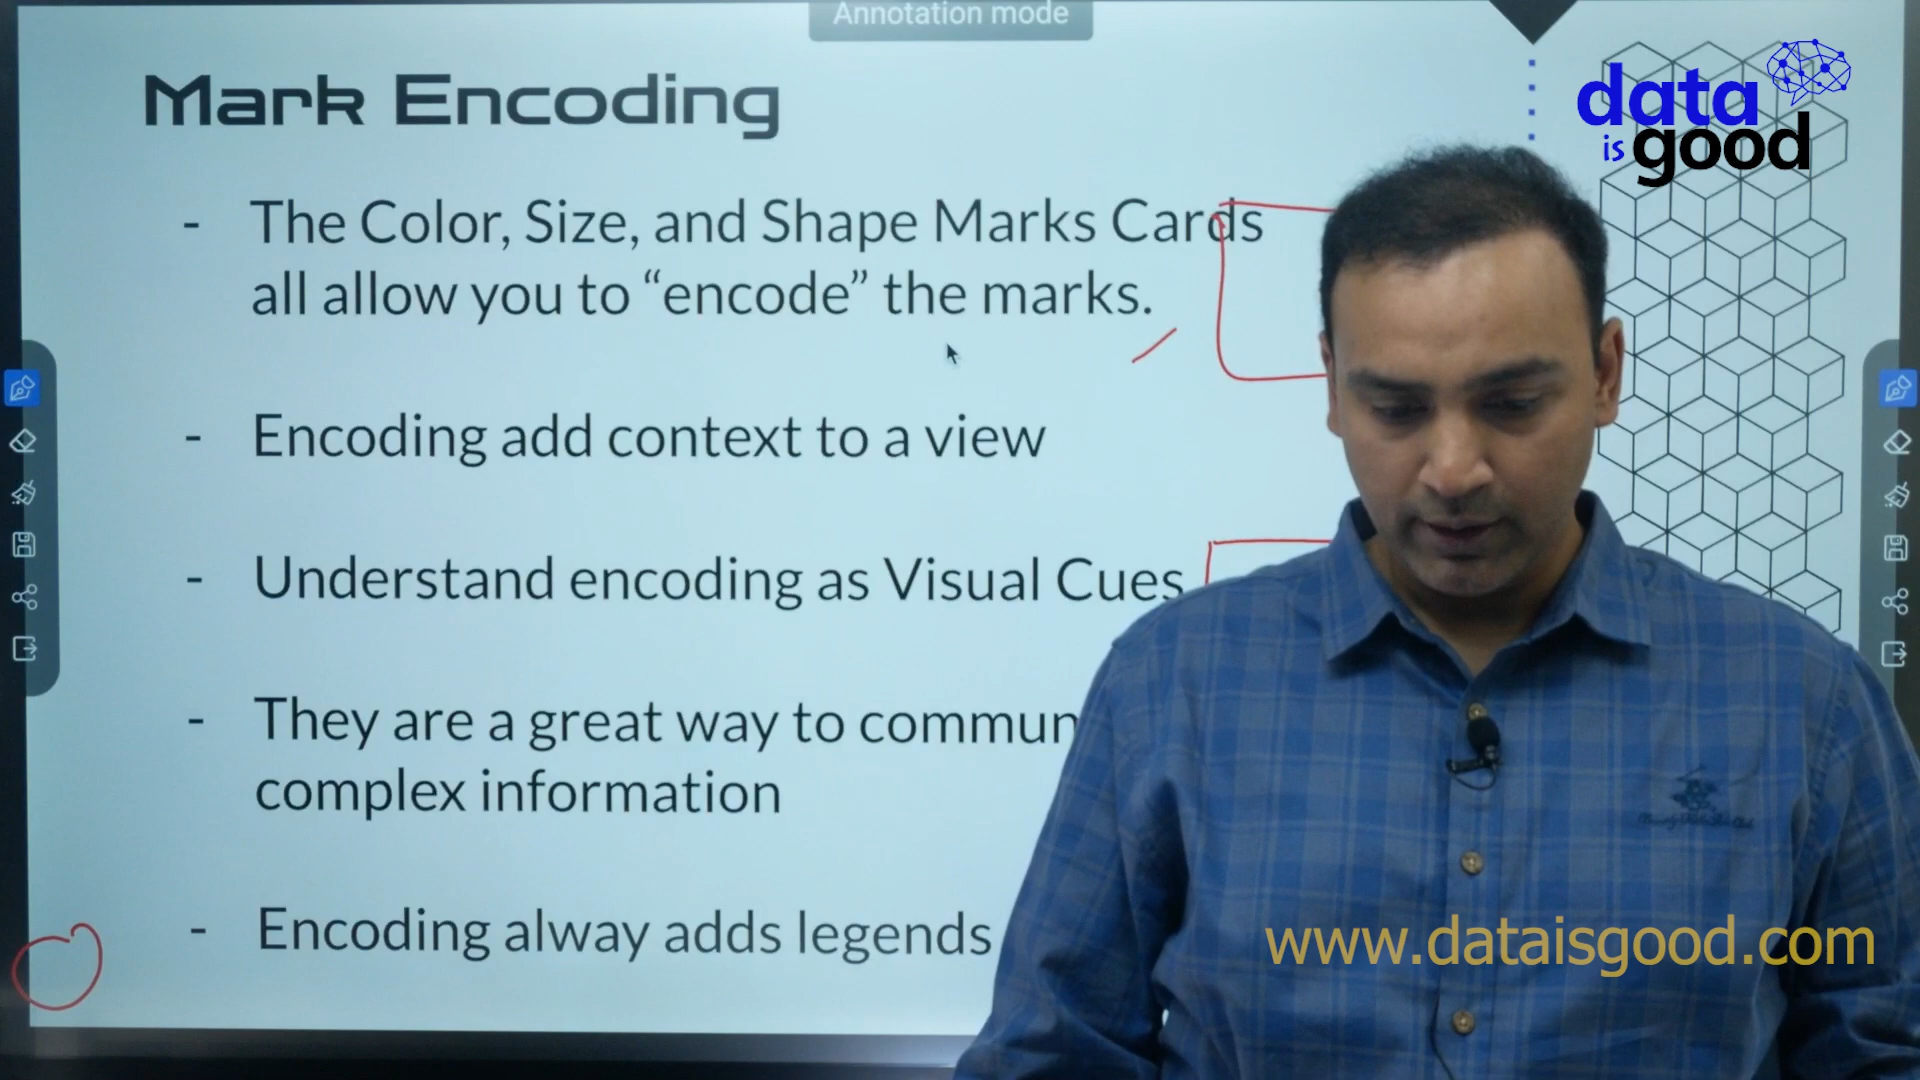 Annotation mode
Mark Encoding
data
is good
- The Color, Size, and Shape Marks Cards
all allow you to “encode” the marks.
- Encoding add context to a view
- Understand encoding as Visual Cues
- They are a great way to
complex information
- Encoding alway adds legends
www.dataisgood.com